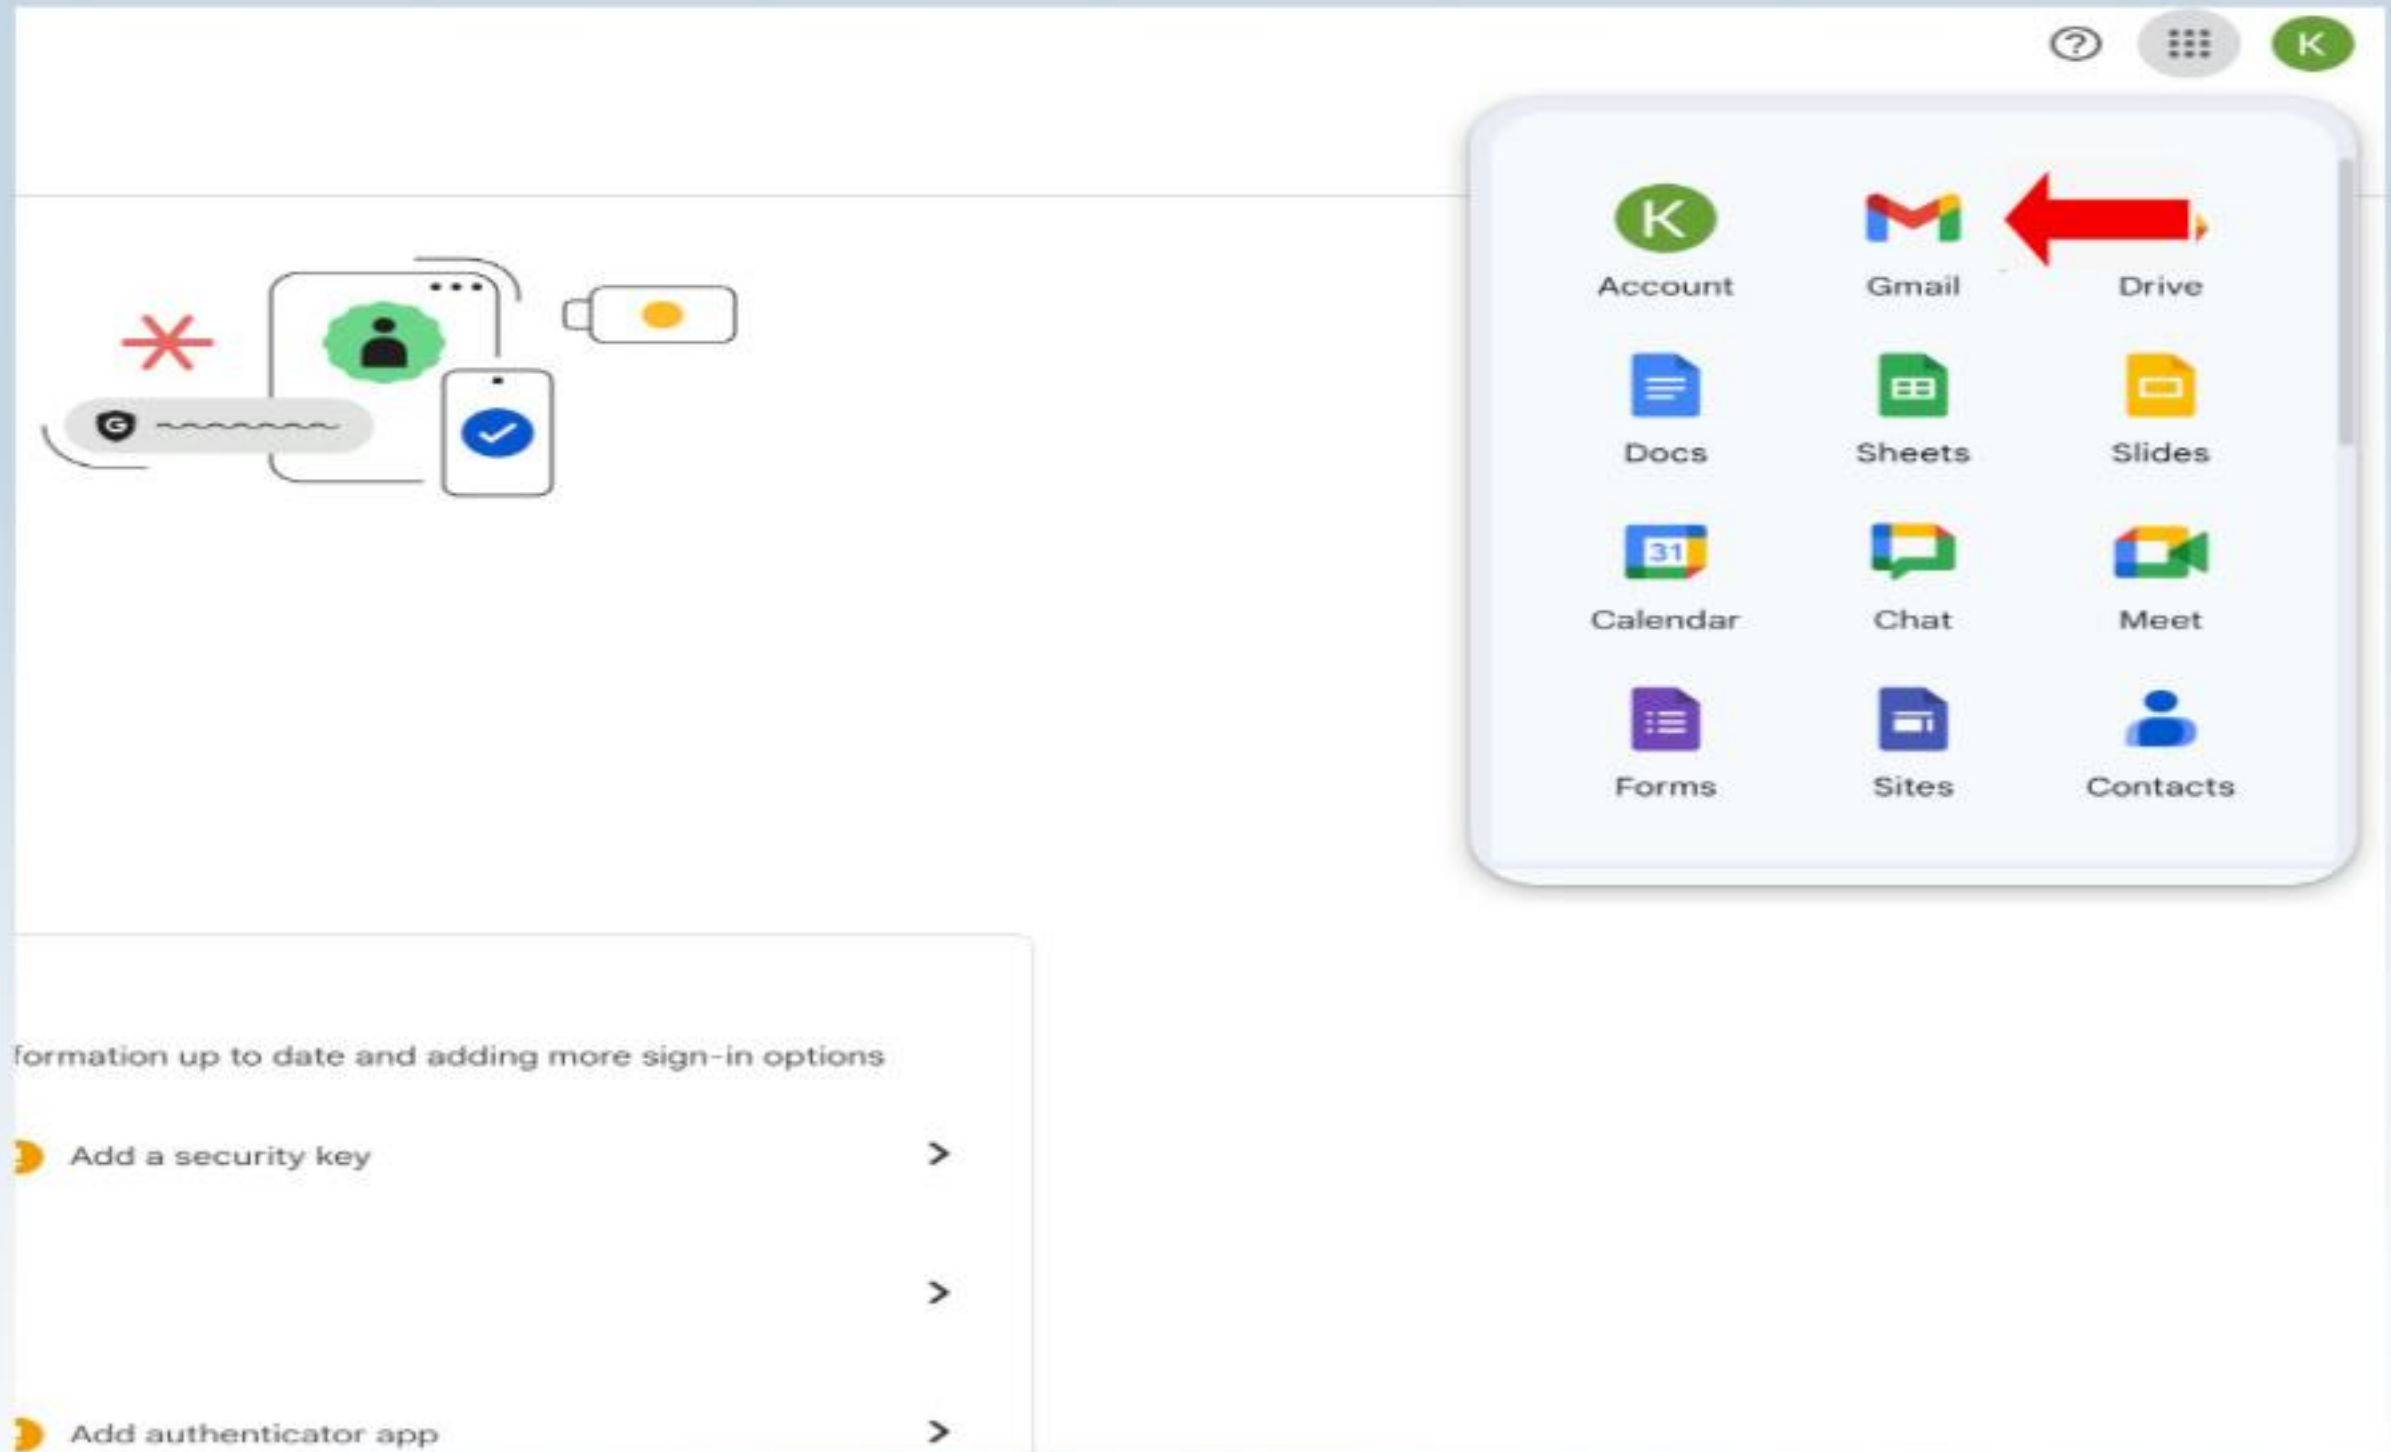 K
K
Account Gmail Drive
Docs Sheets Slides
31
Calendar Chat Meet
Forms Sites Contacts
G
formation up to date and adding more sign-in options
Add a security key
Add authenticator app